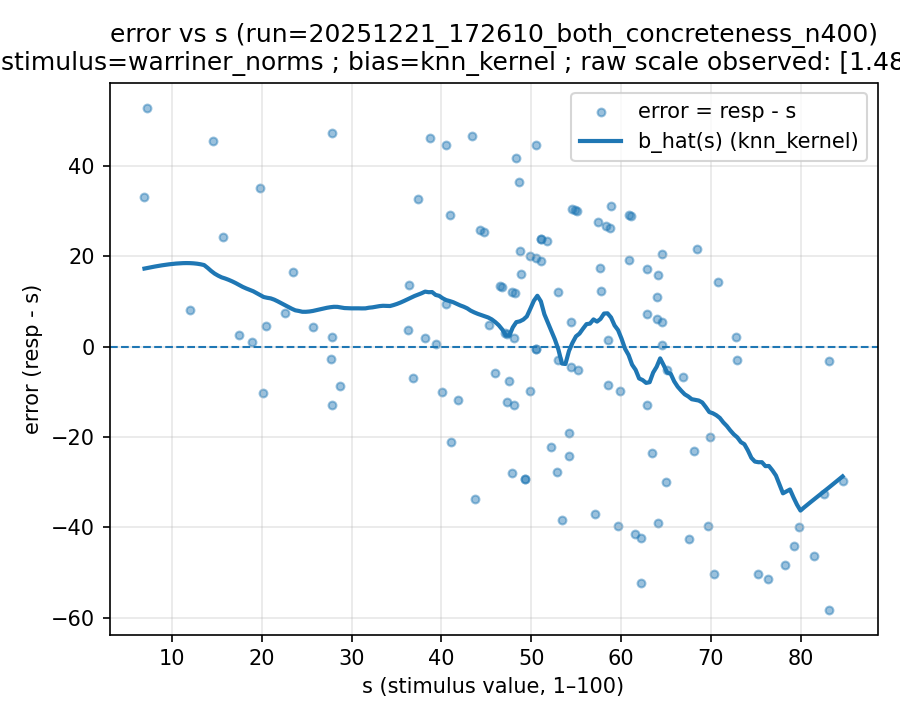 error vs s (run=20251221_172610_both_concreteness_n400)
stimulus=warriner_norms ; bias=knn_kernel ; raw scale observed: [1.48
error = resp - s
b_hat(s) (knn_kernel)
error (resp - s)
40
20
0
−20
−40
−60
10 20 30 40 50 60 70 80
s (stimulus value, 1–100)